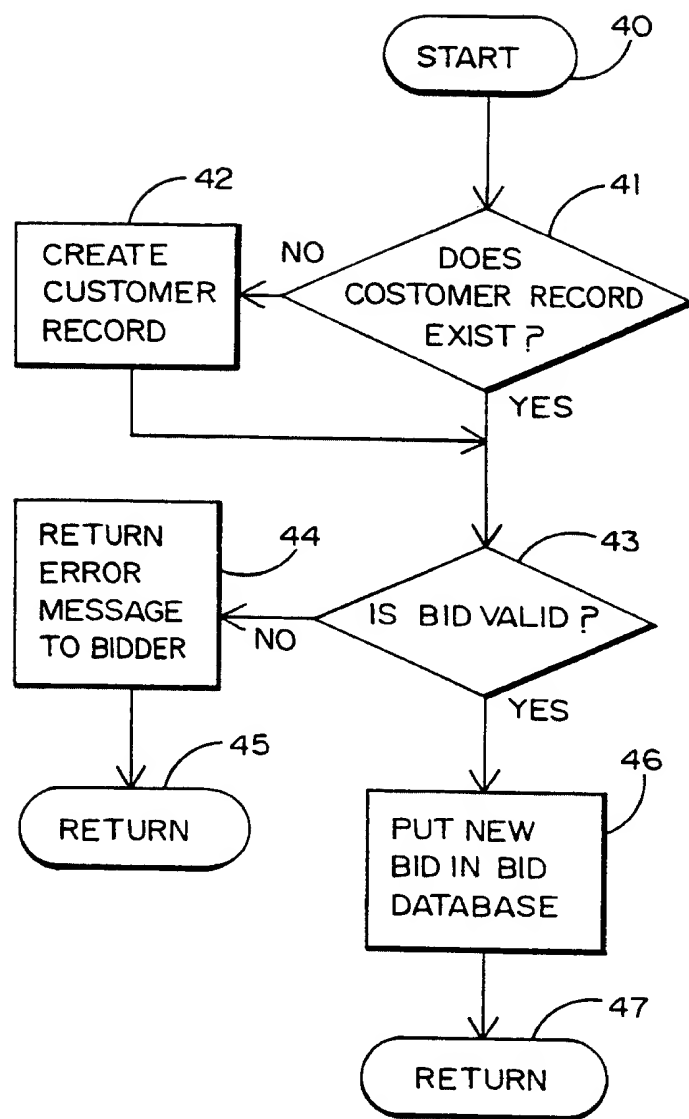 40
START
42
41
CREATE
CUSTOMER
RECORD
NO
DOES
COSTOMER RECORD
EXIST ?
YES
RETURN
ERROR
MESSAGE
TO BIDDER
44
43
IS BID VALID ?
NO
YES
45
RETURN
46
PUT NEW
BID IN BID
DATABASE
47
RETURN